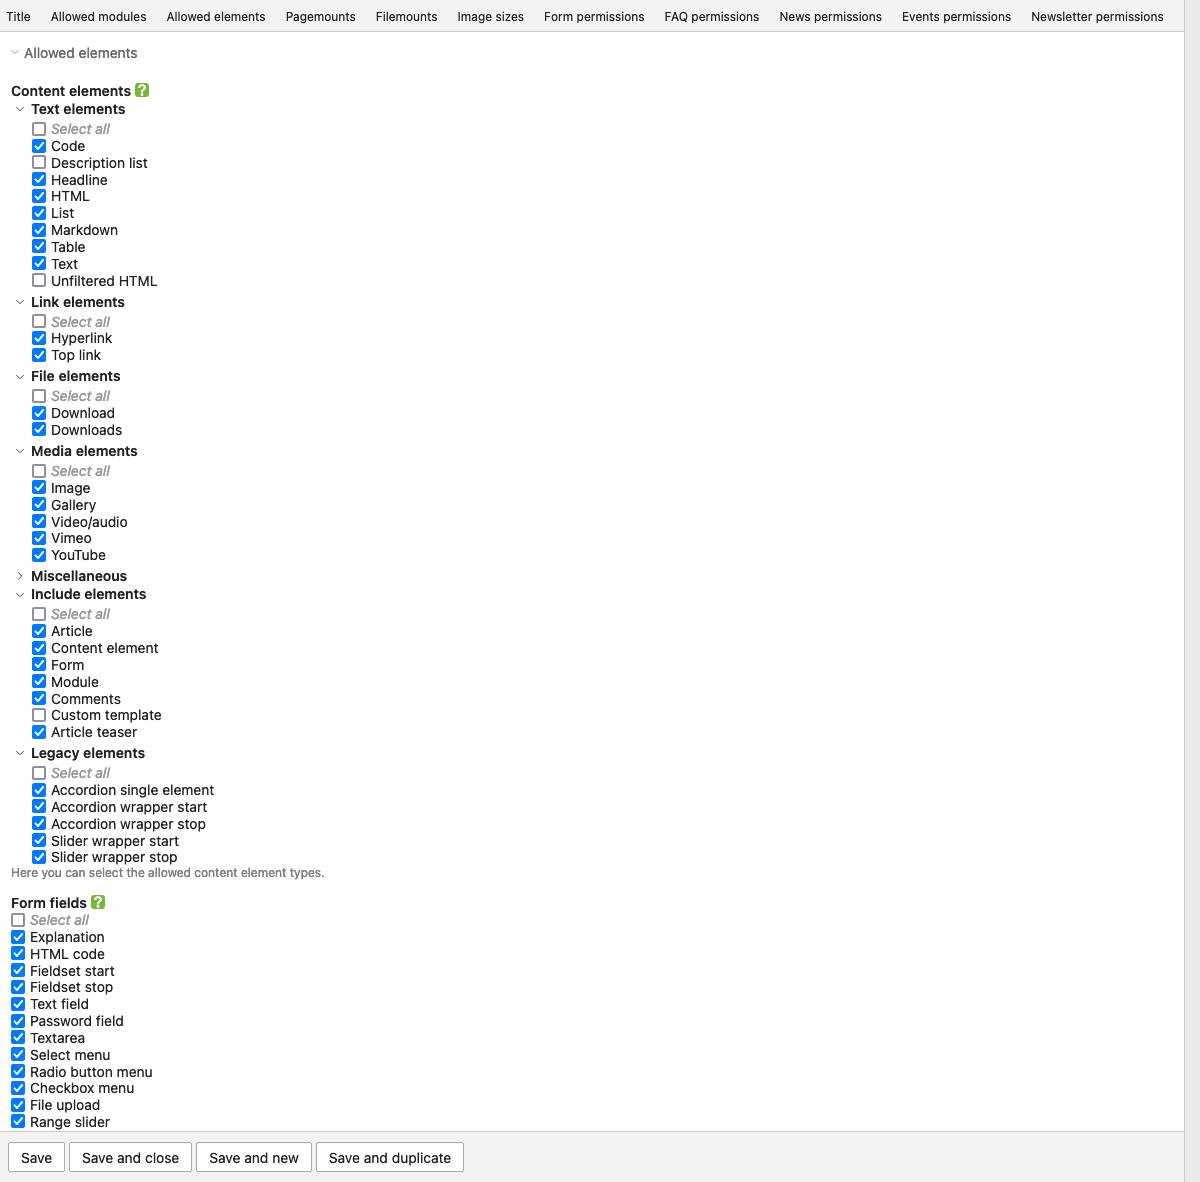 Title Allowed modules Allowed elements Pagemounts Filemounts Image sizes Form permissions FAQ permissions News permissions Events permissions Newsletter permissions
Allowed elements
Content elements ?
Text elements
Select all
Code
Description list
Headline
HTML
List
Markdown
Table
Text
Unfiltered HTML
Link elements
Select all
Hyperlink
Top link
File elements
Select all
Download
Downloads
Media elements
Select all
Image
Gallery
Video/audio
Vimeo
YouTube
Miscellaneous
Include elements
Select all
Article
Content element
Form
Module
Comments
Custom template
Article teaser
Legacy elements
Select all
Accordion single element
Accordion wrapper start
Accordion wrapper stop
Slider wrapper start
Slider wrapper stop
Here you can select the allowed content element types.
Form fields ?
Select all
Explanation
HTML code
Fieldset start
Fieldset stop
Text field
Password field
Textarea
Select menu
Radio button menu
Checkbox menu
File upload
Range slider
Save Save and close Save and new Save and duplicate